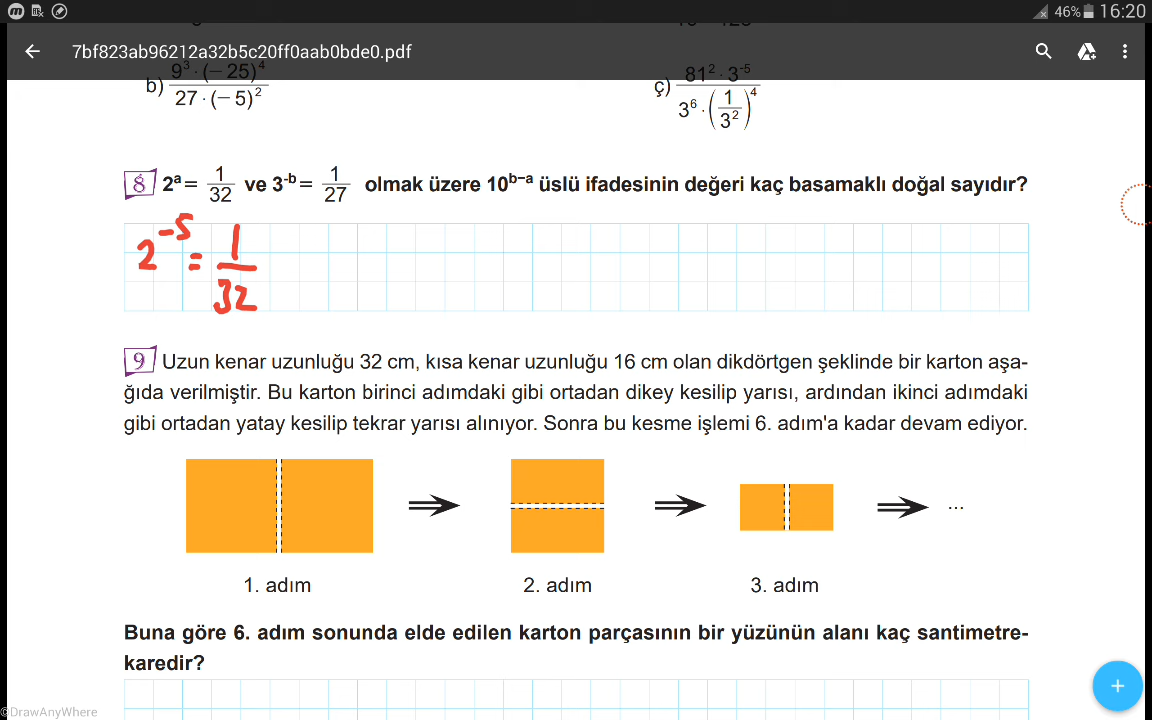 46% 16:20
7bf823ab96212a32b5c20ff0aab0bde0.pdf
b) 9³ · (− 25)⁴ / 27 · (− 5)²
ç) 81² · 3⁻⁵ / 3⁶ · (1/3²)⁴
8 2ᵃ = 1/32 ve 3⁻ᵇ = 1/27 olmak üzere 10ᵇ⁻ᵃ üslü ifadesinin değeri kaç basamaklı doğal sayıdır?
2⁻⁵ = 1/32
9 Uzun kenar uzunluğu 32 cm, kısa kenar uzunluğu 16 cm olan dikdörtgen şeklinde bir karton aşa-
ğıda verilmiştir. Bu karton birinci adımdaki gibi ortadan dikey kesilip yarısı, ardından ikinci adımdaki
gibi ortadan yatay kesilip tekrar yarısı alınıyor. Sonra bu kesme işlemi 6. adım'a kadar devam ediyor.
...
1. adım 2. adım 3. adım
Buna göre 6. adım sonunda elde edilen karton parçasının bir yüzünün alanı kaç santimetre-
karedir?
©DrawAnyWhere